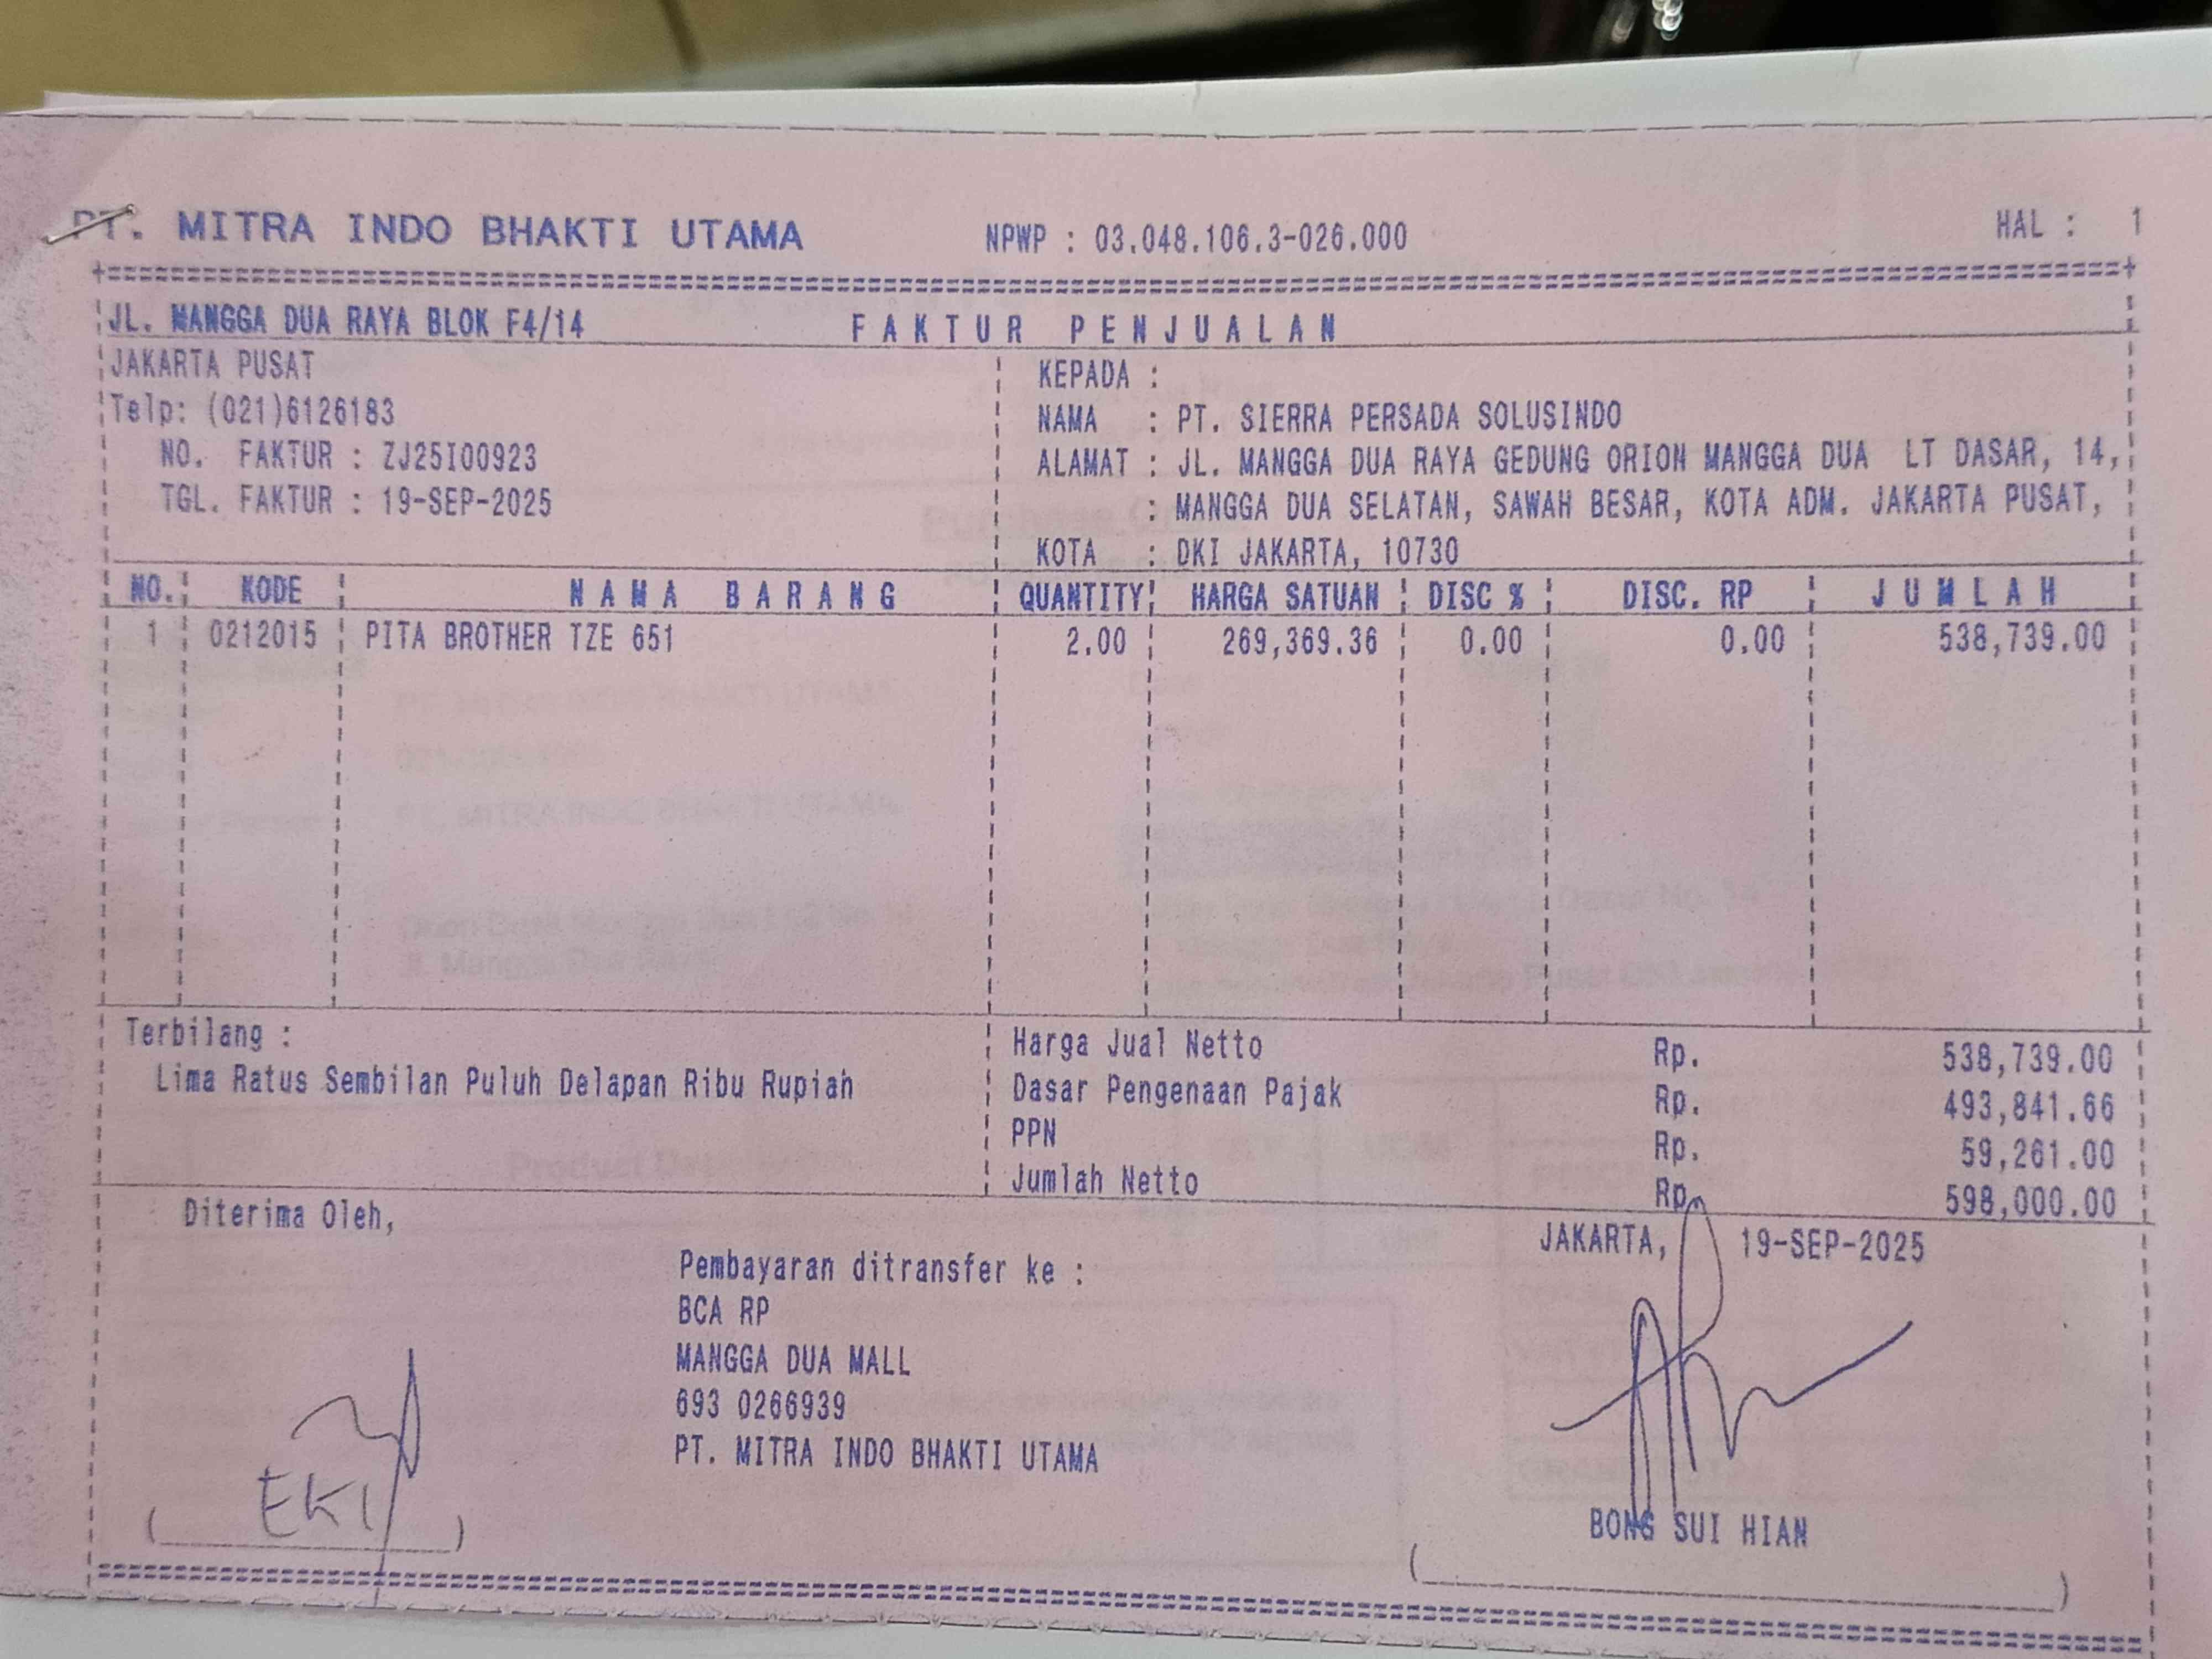 PT. MITRA INDO BHAKTI UTAMA NPWP : 03.048.106.3-026.000 HAL : 1
JL. MANGGA DUA RAYA BLOK F4/14 FAKTUR PENJUALAN
JAKARTA PUSAT
Telp: (021)6126183
NO. FAKTUR : ZJ25I00923
TGL. FAKTUR : 19-SEP-2025
KEPADA :
NAMA : PT. SIERRA PERSADA SOLUSINDO
ALAMAT : JL. MANGGA DUA RAYA GEDUNG ORION MANGGA DUA LT DASAR, 14,
: MANGGA DUA SELATAN, SAWAH BESAR, KOTA ADM. JAKARTA PUSAT,
KOTA : DKI JAKARTA, 10730
NO. KODE NAMA BARANG QUANTITY HARGA SATUAN DISC % DISC. RP JUMLAH
1 0212015 PITA BROTHER TZE 651 2.00 269,369.36 0.00 0.00 538,739.00
Terbilang :
Lima Ratus Sembilan Puluh Delapan Ribu Rupiah
Harga Jual Netto Rp. 538,739.00
Dasar Pengenaan Pajak Rp. 493,841.66
PPN Rp. 59,261.00
Jumlah Netto Rp. 598,000.00
Diterima Oleh,
EKI
Pembayaran ditransfer ke :
BCA RP
MANGGA DUA MALL
693 0266939
PT. MITRA INDO BHAKTI UTAMA
JAKARTA, 19-SEP-2025
BONG SUI HIAN